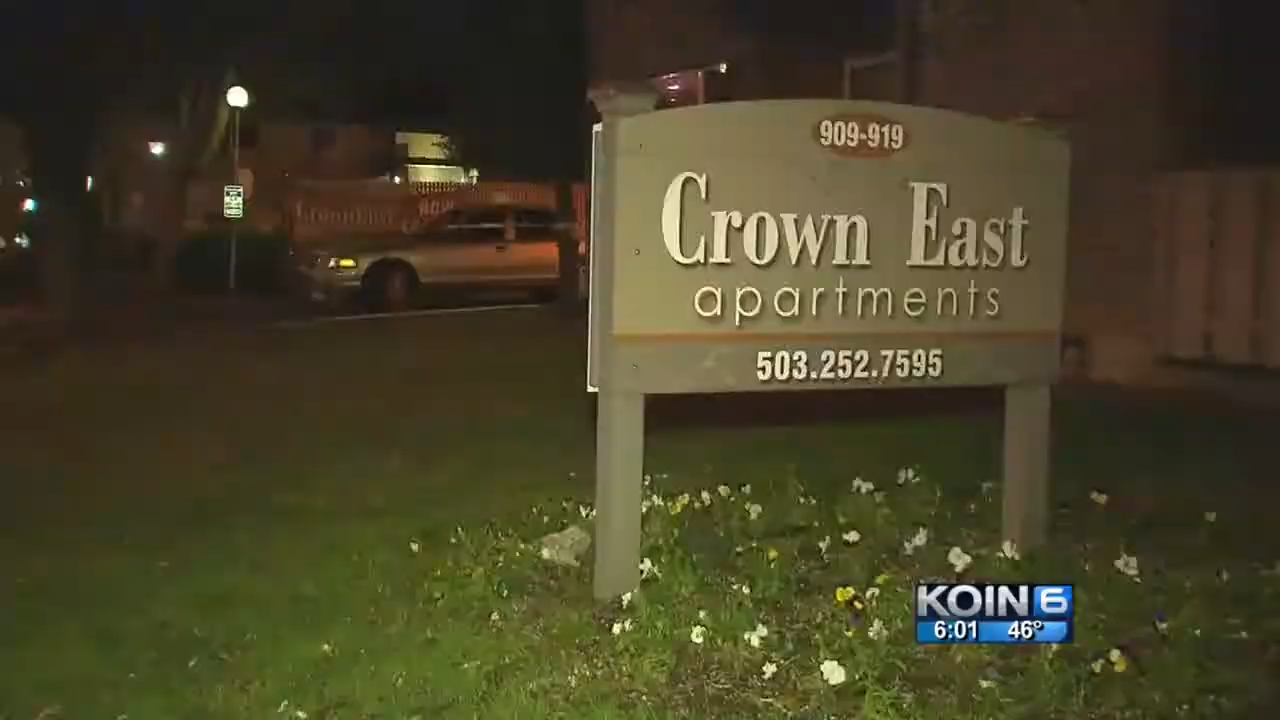 909-919
Crown East
apartments
503.252.7595
KOIN 6
6:01 46°